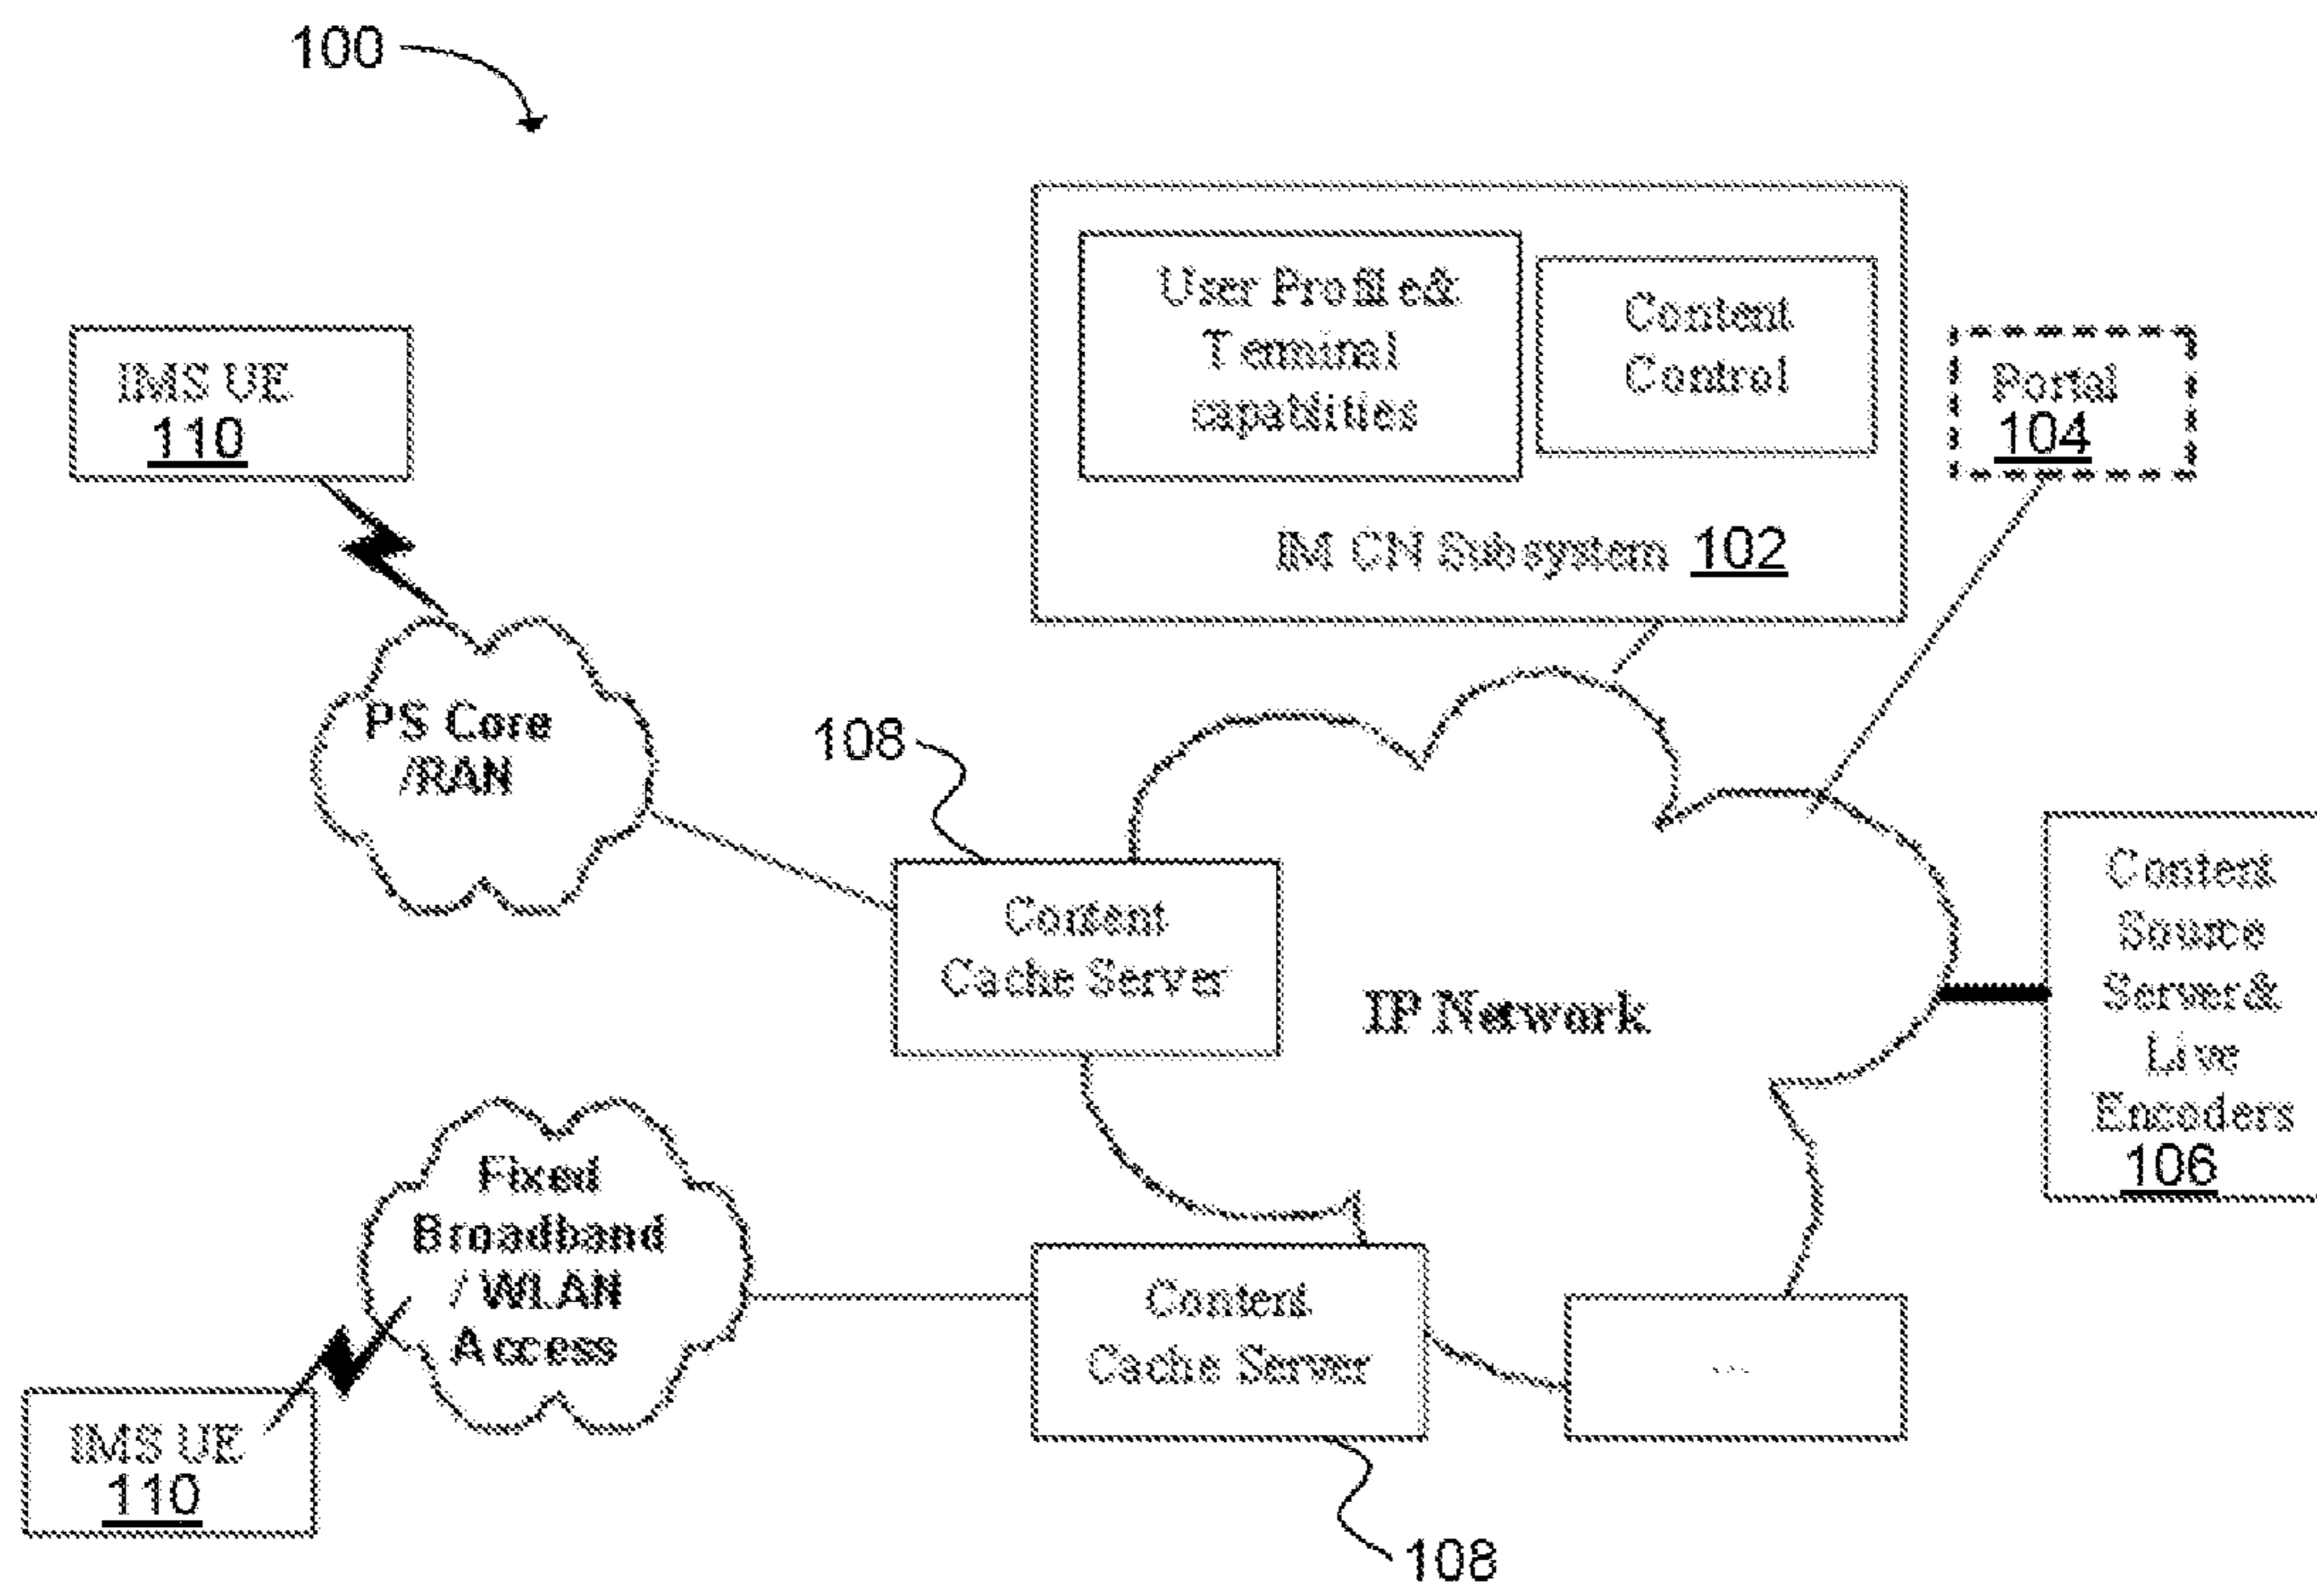 100
User Profile&
Terminal
capablities
Content
Control
IM CN Subsystem 102
Portal
104
IMS UE
110
PS Core
/RAN
108
Content
Cache Server
IP Network
Content
Source
Server&
Live
Encoders
106
Fixed
Broadband
/ WLAN
Access
Content
Cache Server
...
IMS UE
110
108